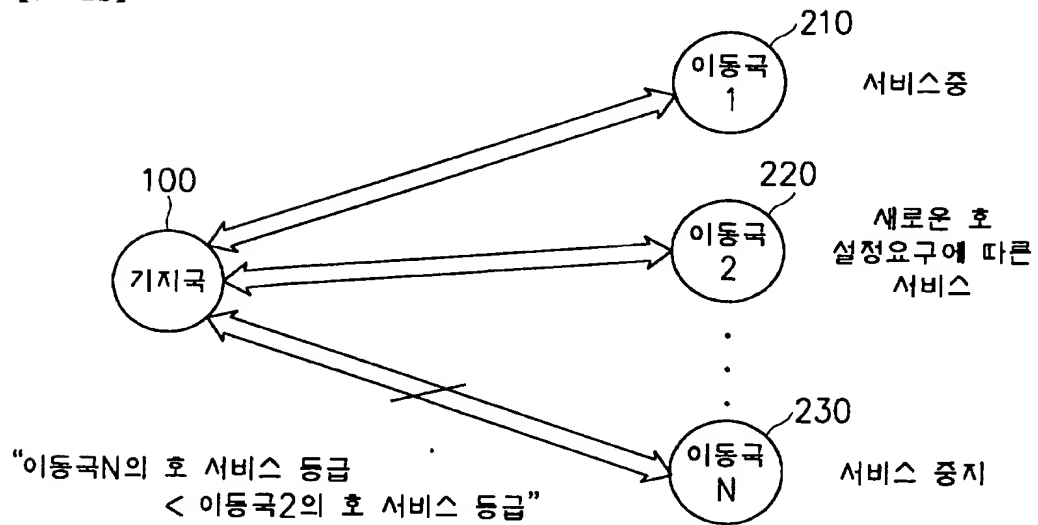 210
이동국
1
서비스중
100
220
기지국
이동국
2
새로운 호
설정요구에 따른
서비스
230
이동국
N
서비스 중지
"이동국N의 호 서비스 등급
< 이동국2의 호 서비스 등급"